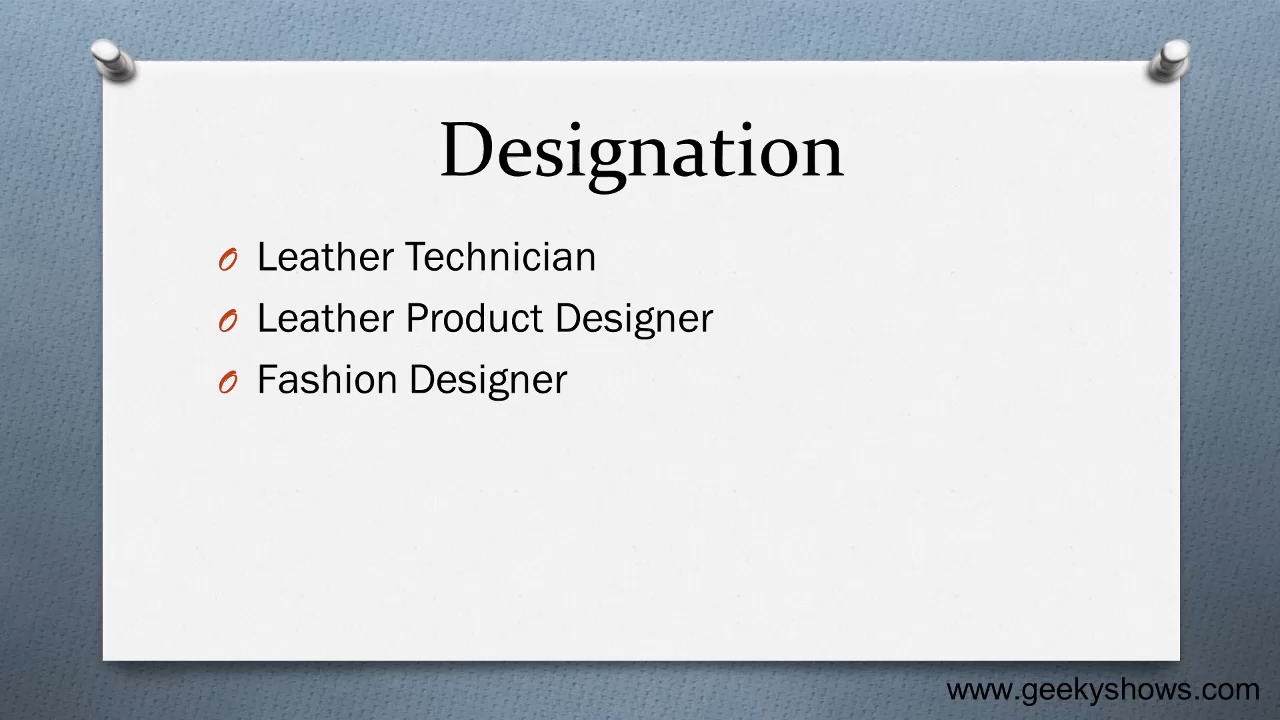 Designation
Leather Technician
Leather Product Designer
Fashion Designer
www.geekyshows.com